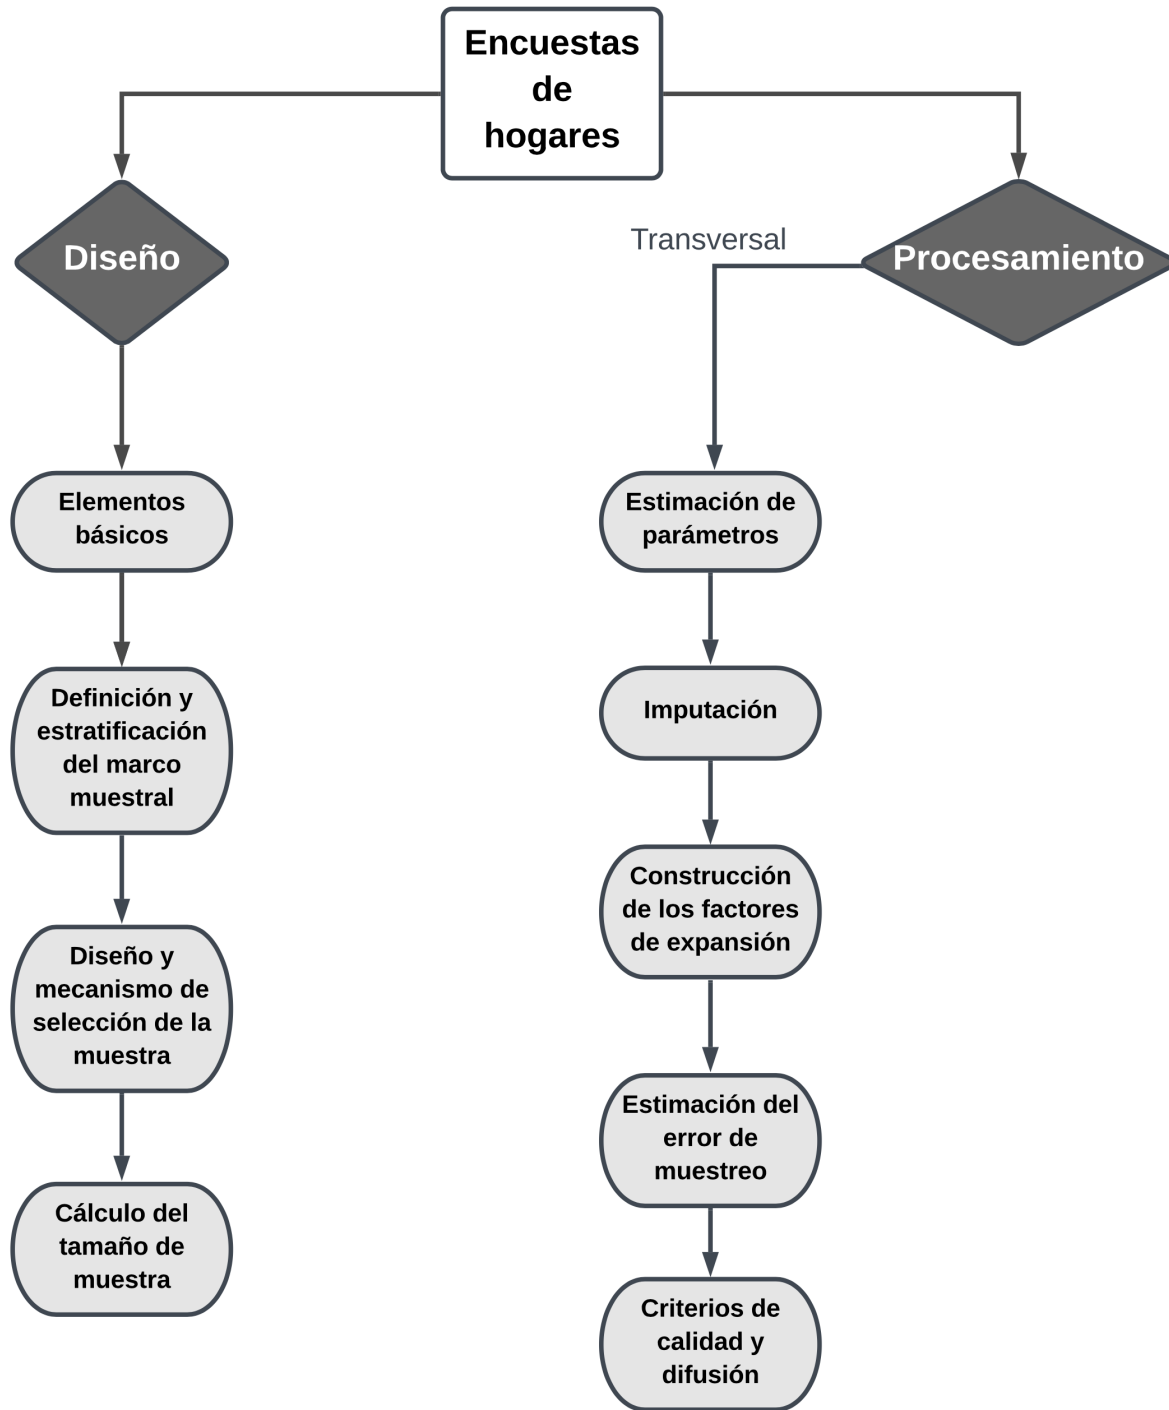 Encuestas
de
hogares
Diseño
Transversal
Procesamiento
Elementos
básicos
Definición y
estratificación
del marco
muestral
Diseño y
mecanismo de
selección de la
muestra
Cálculo del
tamaño de
muestra
Estimación de
parámetros
Imputación
Construcción
de los factores
de expansión
Estimación del
error de
muestreo
Criterios de
calidad y
difusión